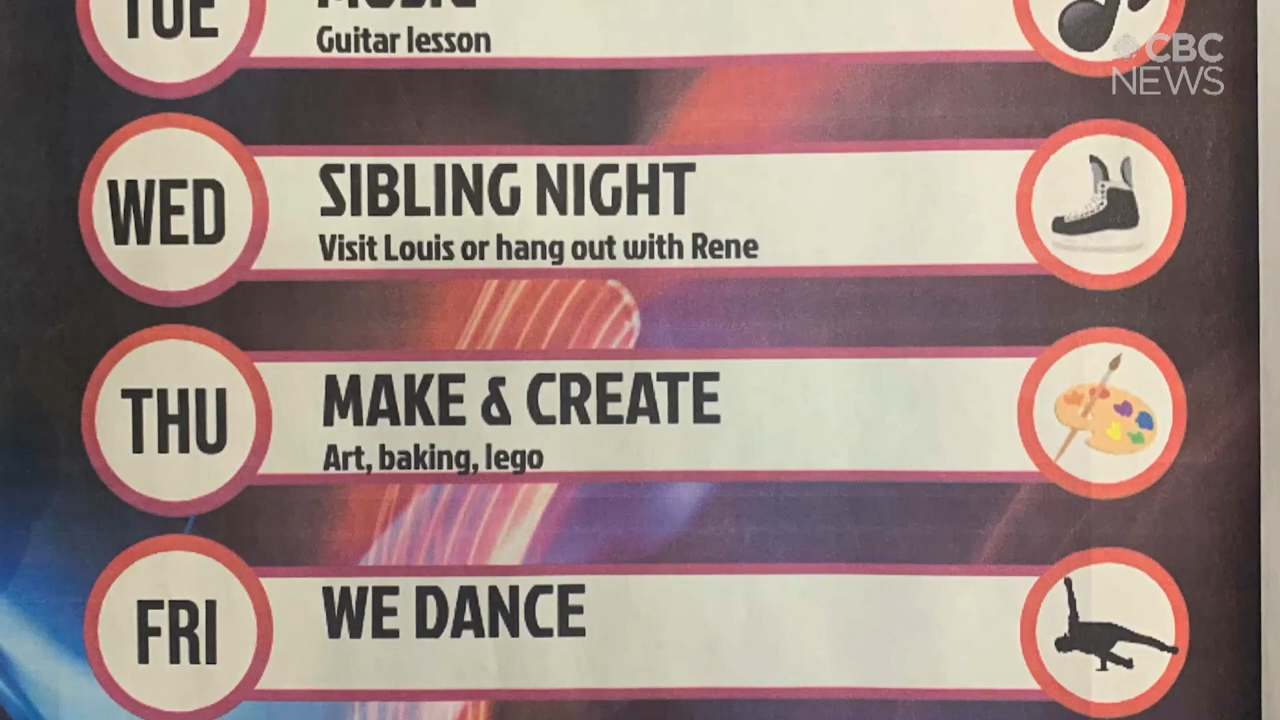 TUE
MUSIC
Guitar lesson
CBC
NEWS
WED
SIBLING NIGHT
Visit Louis or hang out with Rene
THU
MAKE & CREATE
Art, baking, lego
FRI
WE DANCE